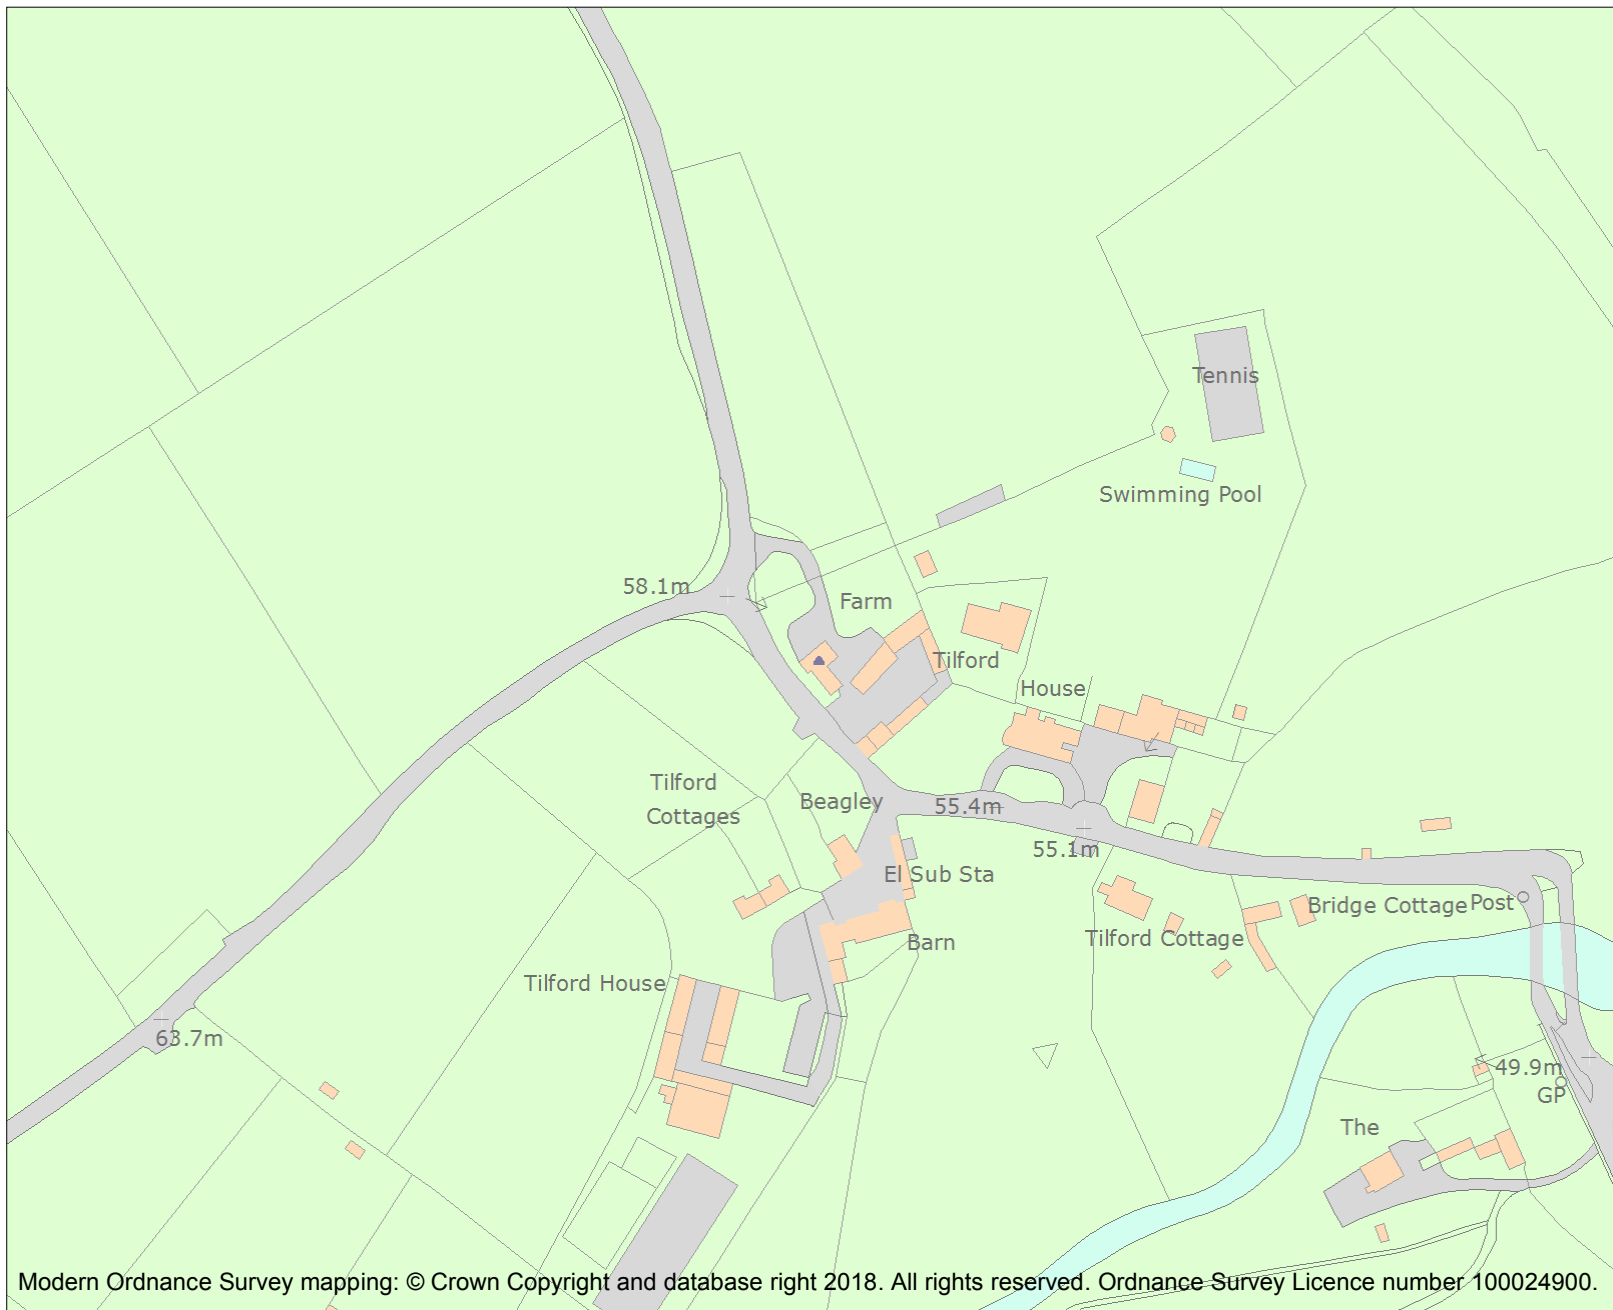 Tennis
Swimming Pool
58.1m
Farm
Tilford
House
Tilford
Cottages
Beagley
55.4m
55.1m
El Sub Sta
Bridge Cottage
Post
Barn
Tilford Cottage
Tilford House
63.7m
49.9m
GP
The
Modern Ordnance Survey mapping: © Crown Copyright and database right 2018. All rights reserved. Ordnance Survey Licence number 100024900.